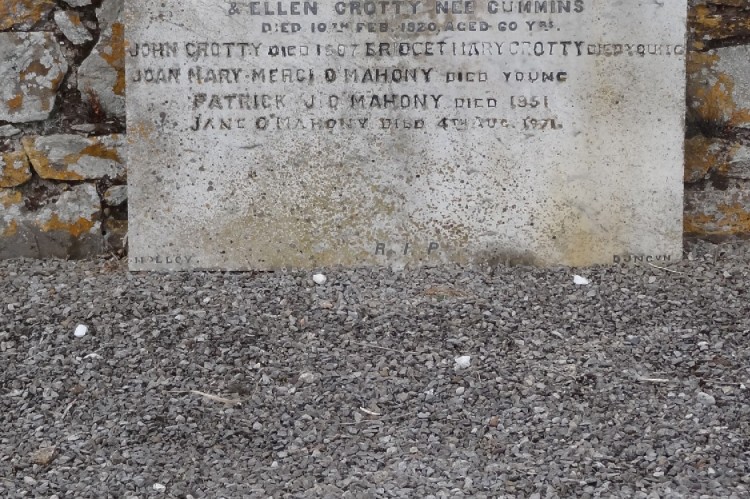 & ELLEN CROTTY NEE CUMMINS
DIED 10TH FEB. 1920, AGED 60 YRS.
JOHN CROTTY DIED 1907 BRIDGET MARY CROTTY DIED YOUNG
JOAN MARY MERCI O'MAHONY DIED YOUNG
PATRICK J. O'MAHONY DIED 1951
JANE O'MAHONY DIED 4TH AUG. 1971.
R I P
MOLLOY